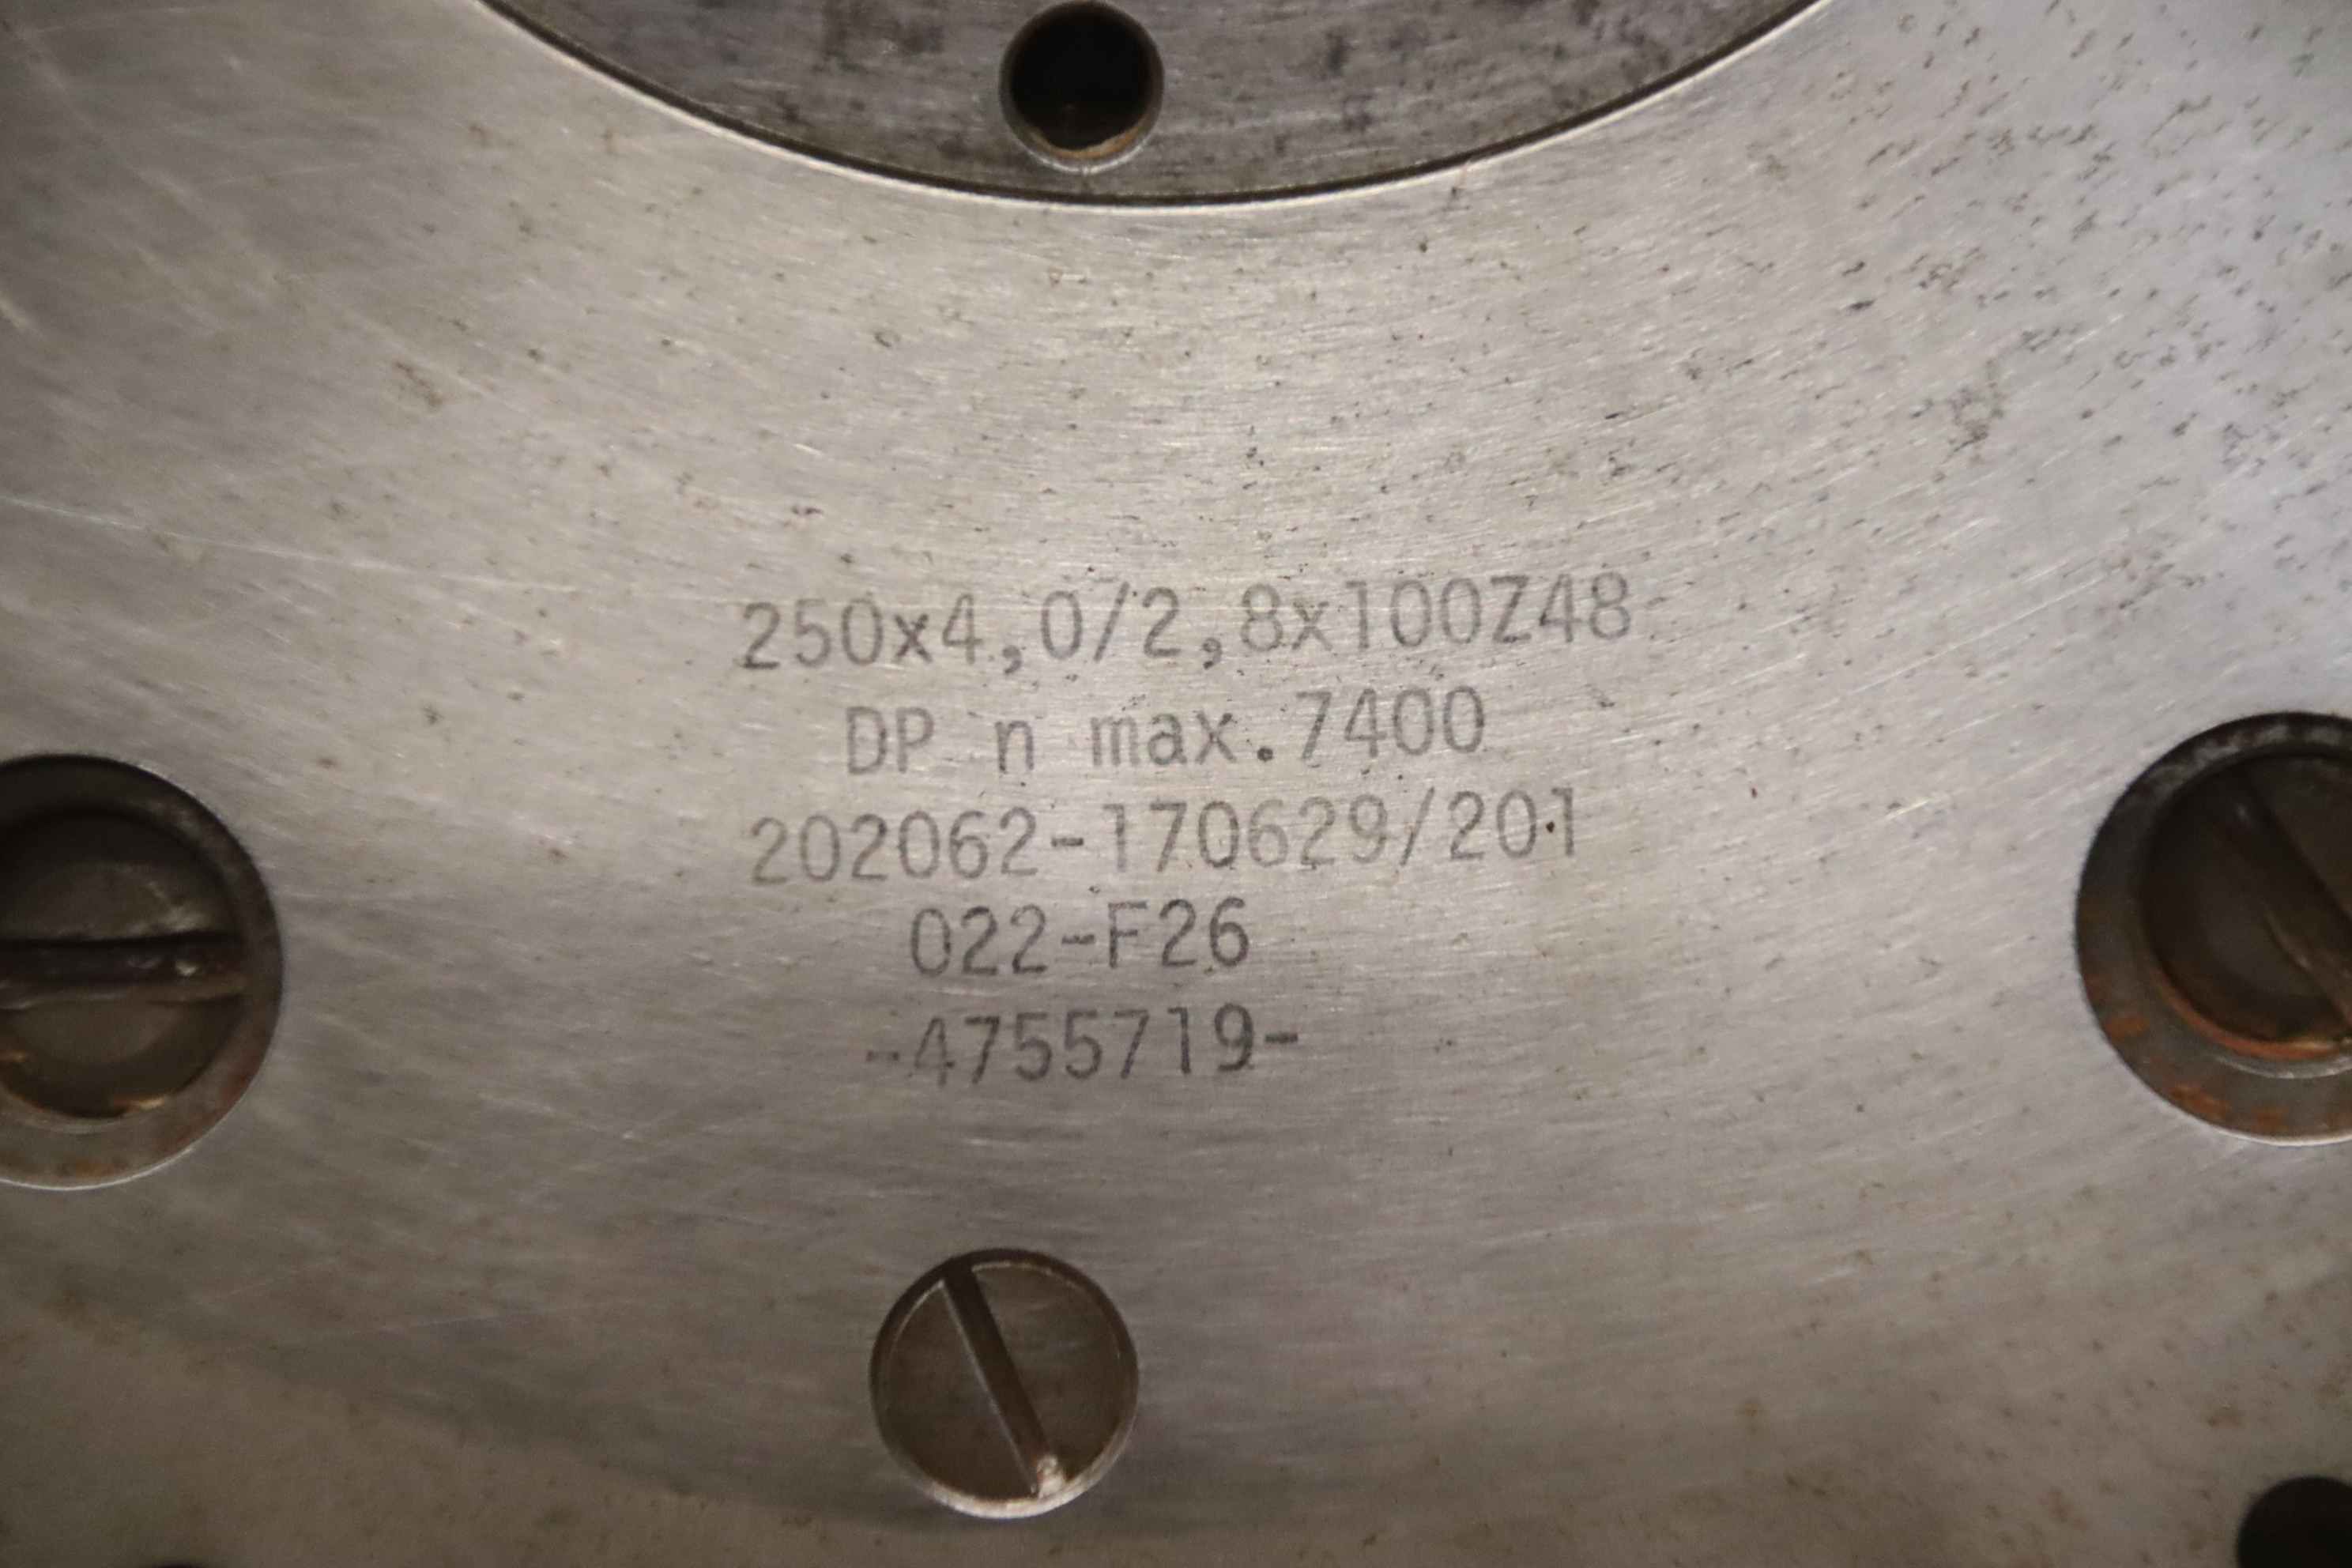 250x4,0/2,8x100Z48
DP n max.7400
202062-170629/201
022-F26
-4755719-